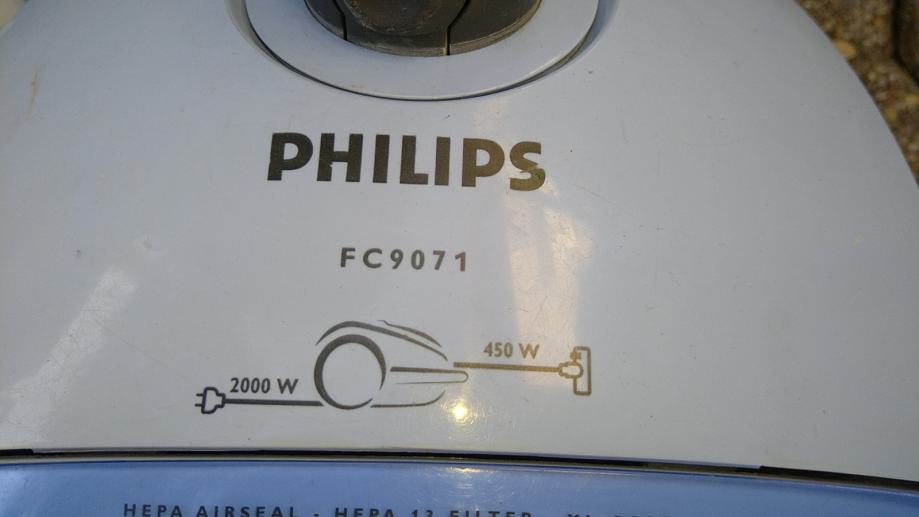 PHILIPS
FC9071
450 W
2000 W
HEPA AIRSEAL - HEPA 13 FILTER